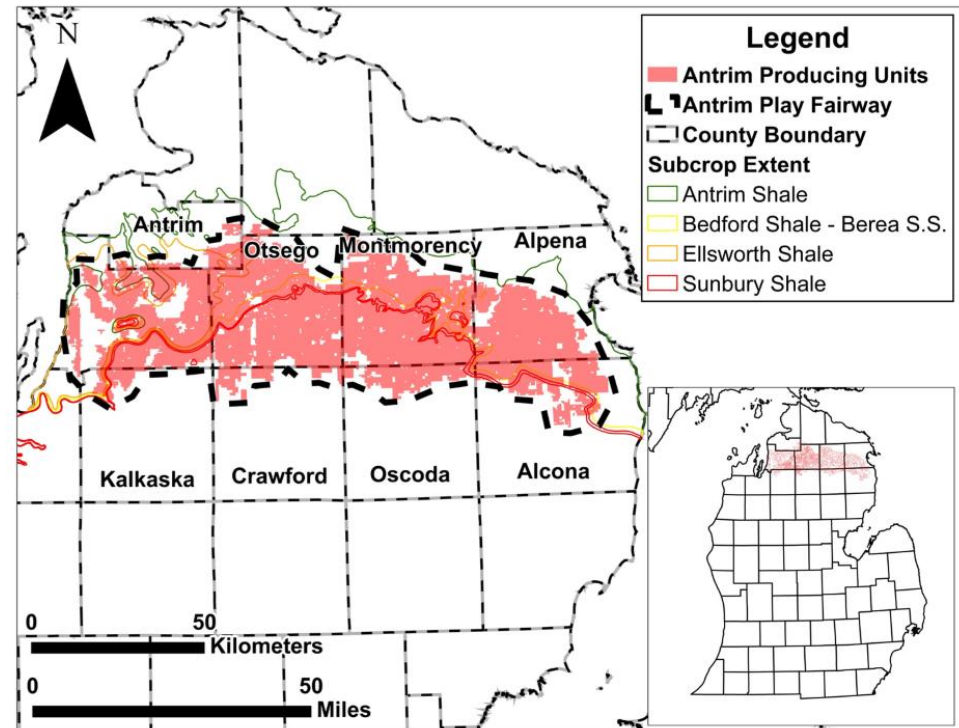 N
Legend
Antrim Producing Units
Antrim Play Fairway
County Boundary
Subcrop Extent
Antrim Shale
Bedford Shale - Berea S.S.
Ellsworth Shale
Sunbury Shale
Antrim
Otsego
Montmorency
Alpena
Kalkaska
Crawford
Oscoda
Alcona
0 50
Kilometers
0 50
Miles